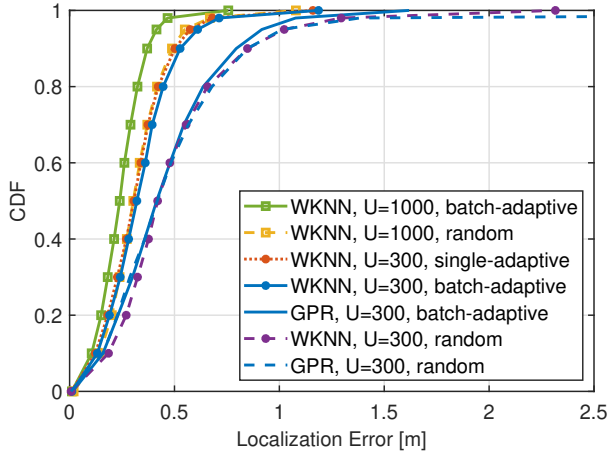 1
0.8
0.6
0.4
0.2
0
CDF
WKNN, U=1000, batch-adaptive
WKNN, U=1000, random
WKNN, U=300, single-adaptive
WKNN, U=300, batch-adaptive
GPR, U=300, batch-adaptive
WKNN, U=300, random
GPR, U=300, random
0 0.5 1 1.5 2 2.5
Localization Error [m]